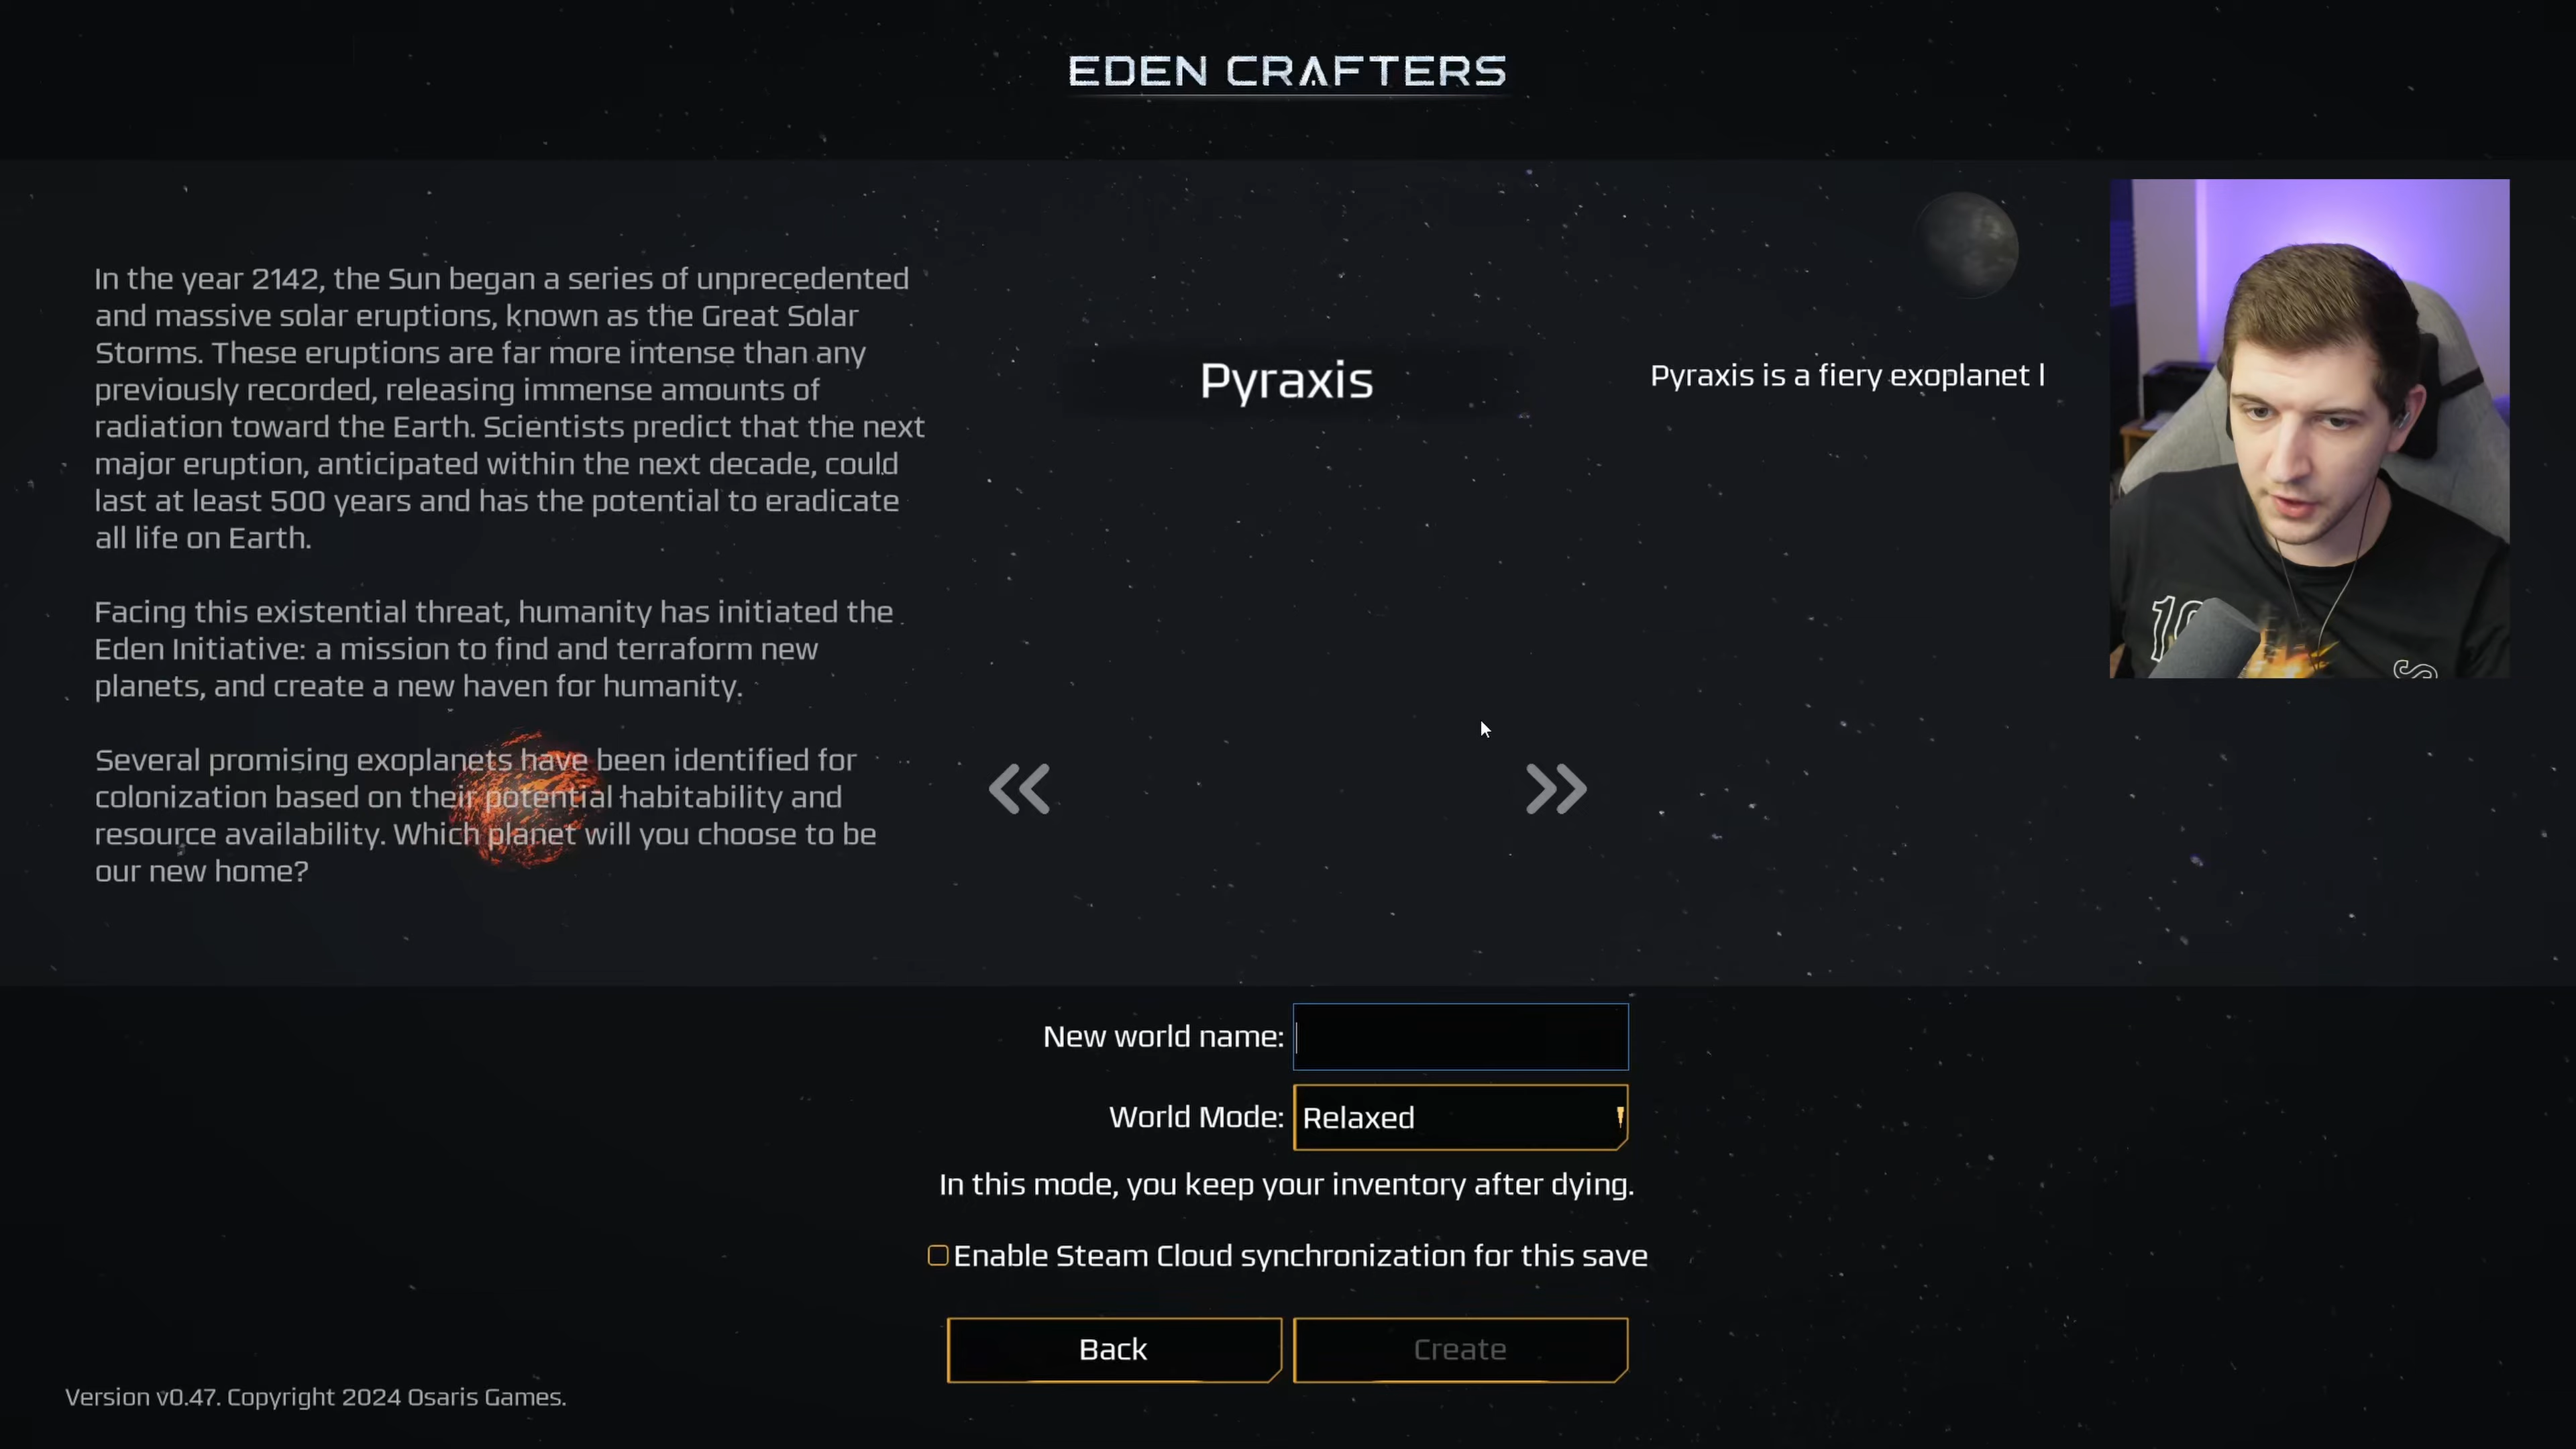 EDEN CRAFTERS
In the year 2142, the Sun began a series of unprecedented
and massive solar eruptions, known as the Great Solar
Storms. These eruptions are far more intense than any
previously recorded, releasing immense amounts of
radiation toward the Earth. Scientists predict that the next
major eruption, anticipated within the next decade, could
last at least 500 years and has the potential to eradicate
all life on Earth.
Facing this existential threat, humanity has initiated the
Eden Initiative: a mission to find and terraform new
planets, and create a new haven for humanity.
Several promising exoplanets have been identified for
colonization based on their potential habitability and
resource availability. Which planet will you choose to be
our new home?
Pyraxis
Pyraxis is a fiery exoplanet l
New world name:
World Mode: Relaxed
In this mode, you keep your inventory after dying.
Enable Steam Cloud synchronization for this save
Back Create
Version v0.47. Copyright 2024 Osaris Games.